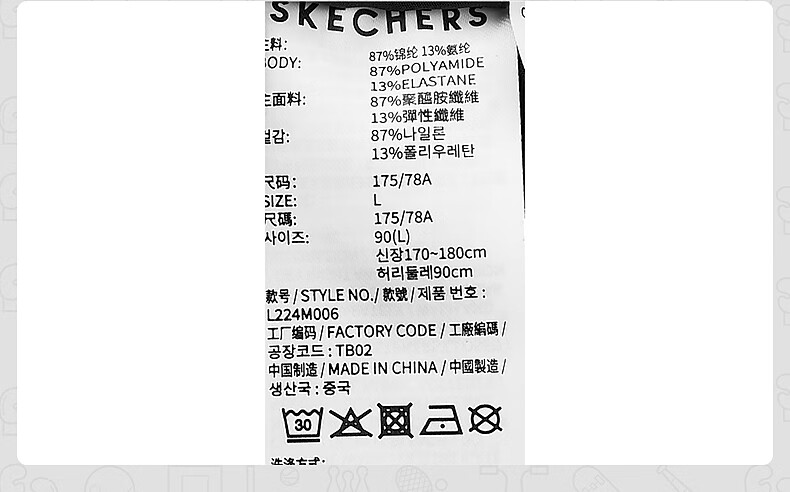 SKECHERS
主料:
87%锦纶 13%氨纶
BODY:
87%POLYAMIDE
13%ELASTANE
主面料:
87%聚醯胺纖維
13%彈性纖維
겉감:
87%나일론
13%폴리우레탄
尺码:
175/78A
SIZE:
L
尺碼:
175/78A
사이즈:
90(L)
신장170~180cm
허리둘레90cm
款号 / STYLE NO./ 款號 / 제품 번호 :
L224M006
工厂编码 / FACTORY CODE / 工廠編碼 /
공장코드 : TB02
中国制造 / MADE IN CHINA / 中國製造 /
생산국 : 중국
30
洗涤方式: